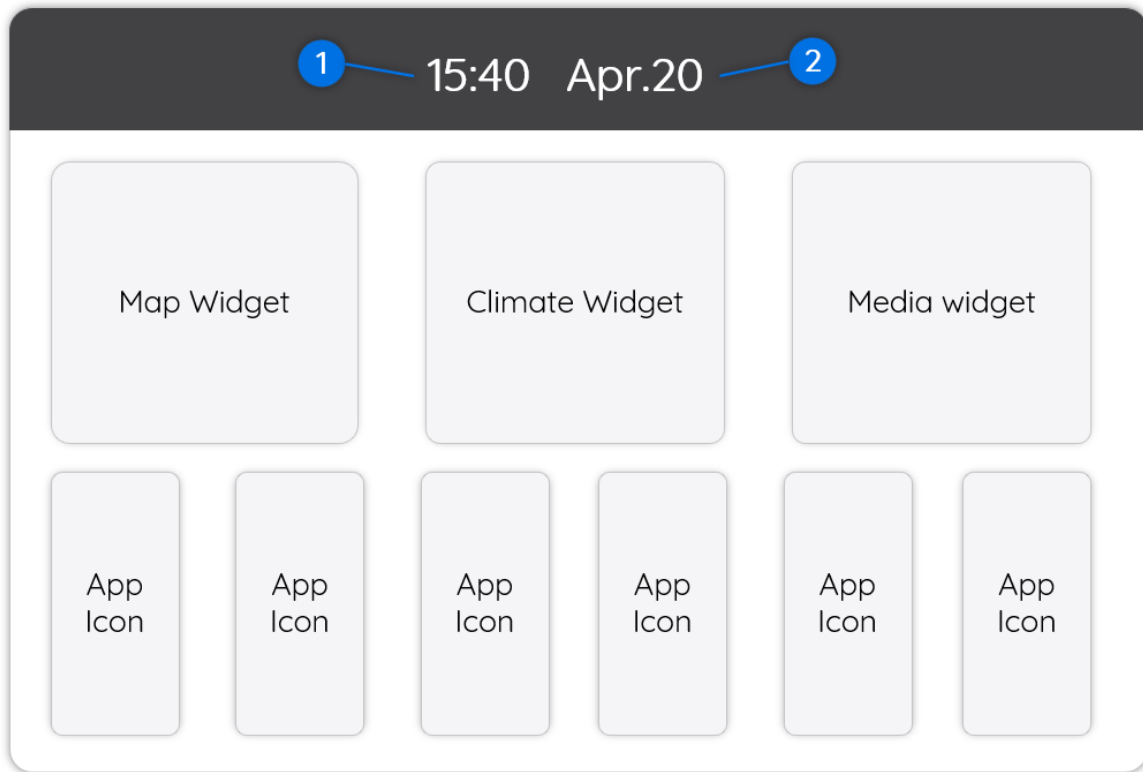 1 15:40 Apr.20 2
Map Widget Climate Widget Media widget
App App App App App App
Icon Icon Icon Icon Icon Icon